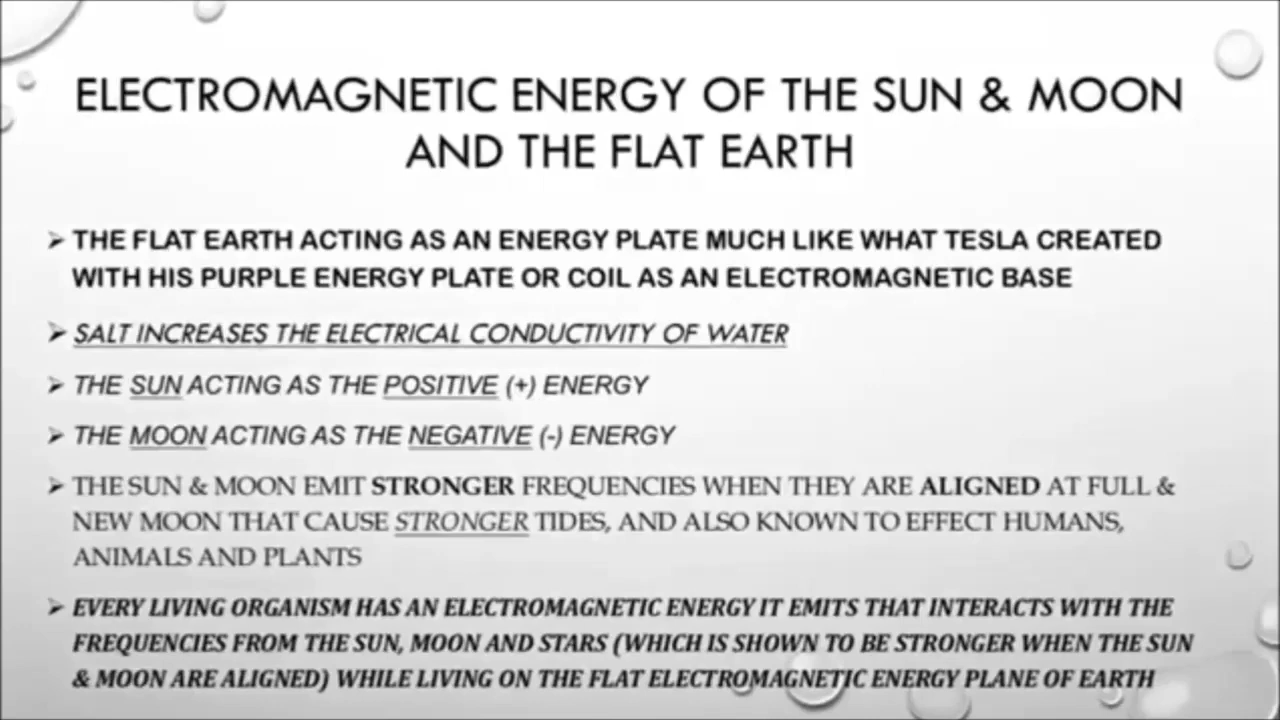 ELECTROMAGNETIC ENERGY OF THE SUN & MOON
AND THE FLAT EARTH
➢ THE FLAT EARTH ACTING AS AN ENERGY PLATE MUCH LIKE WHAT TESLA CREATED
WITH HIS PURPLE ENERGY PLATE OR COIL AS AN ELECTROMAGNETIC BASE
➢ SALT INCREASES THE ELECTRICAL CONDUCTIVITY OF WATER
➢ THE SUN ACTING AS THE POSITIVE (+) ENERGY
➢ THE MOON ACTING AS THE NEGATIVE (-) ENERGY
➢ THE SUN & MOON EMIT STRONGER FREQUENCIES WHEN THEY ARE ALIGNED AT FULL &
NEW MOON THAT CAUSE STRONGER TIDES, AND ALSO KNOWN TO EFFECT HUMANS,
ANIMALS AND PLANTS
➢ EVERY LIVING ORGANISM HAS AN ELECTROMAGNETIC ENERGY IT EMITS THAT INTERACTS WITH THE
FREQUENCIES FROM THE SUN, MOON AND STARS (WHICH IS SHOWN TO BE STRONGER WHEN THE SUN
& MOON ARE ALIGNED) WHILE LIVING ON THE FLAT ELECTROMAGNETIC ENERGY PLANE OF EARTH